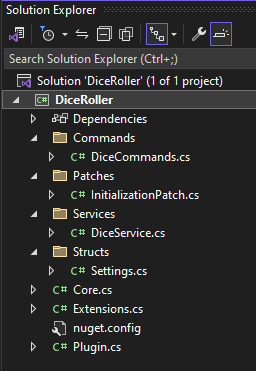 Solution Explorer
Search Solution Explorer (Ctrl+;)
Solution 'DiceRoller' (1 of 1 project)
C# DiceRoller
Dependencies
Commands
C# DiceCommands.cs
Patches
C# InitializationPatch.cs
Services
C# DiceService.cs
Structs
C# Settings.cs
C# Core.cs
C# Extensions.cs
nuget.config
C# Plugin.cs